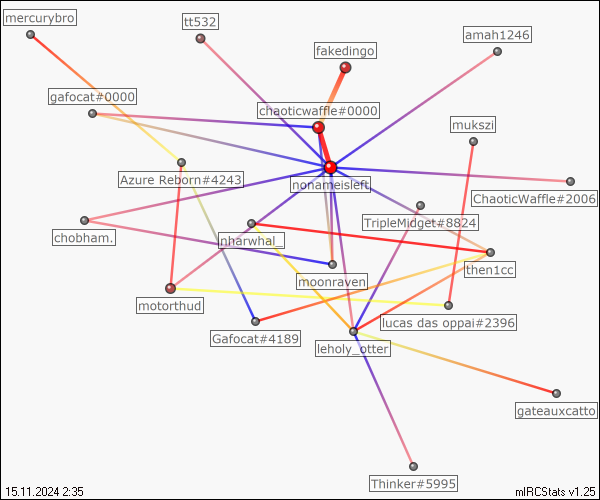 mercurybro
tt532
amah1246
fakedingo
gafocat#0000
chaoticwaffle#0000
mukszi
Azure Reborn#4243
nonameisleft
ChaoticWaffle#2006
TripleMidget#8824
chobham.
nharwhal_
then1cc
moonraven
motorthud
lucas das oppai#2396
Gafocat#4189
leholy_otter
gateauxcatto
Thinker#5995
15.11.2024 2:35
mIRCStats v1.25